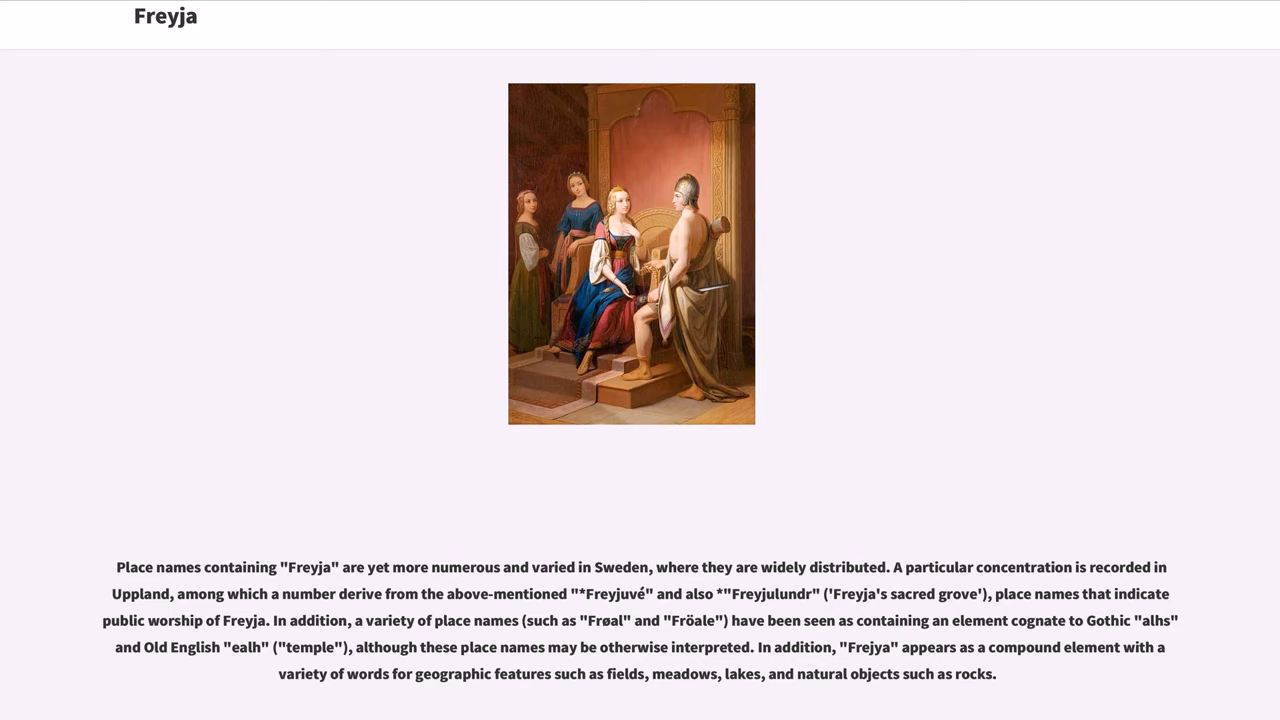 Freyja
Place names containing "Freyja" are yet more numerous and varied in Sweden, where they are widely distributed. A particular concentration is recorded in
Uppland, among which a number derive from the above-mentioned "*Freyjuvé" and also *"Freyjulundr" ('Freyja's sacred grove'), place names that indicate
public worship of Freyja. In addition, a variety of place names (such as "Frøal" and "Fröale") have been seen as containing an element cognate to Gothic "alhs"
and Old English "ealh" ("temple"), although these place names may be otherwise interpreted. In addition, "Frejya" appears as a compound element with a
variety of words for geographic features such as fields, meadows, lakes, and natural objects such as rocks.